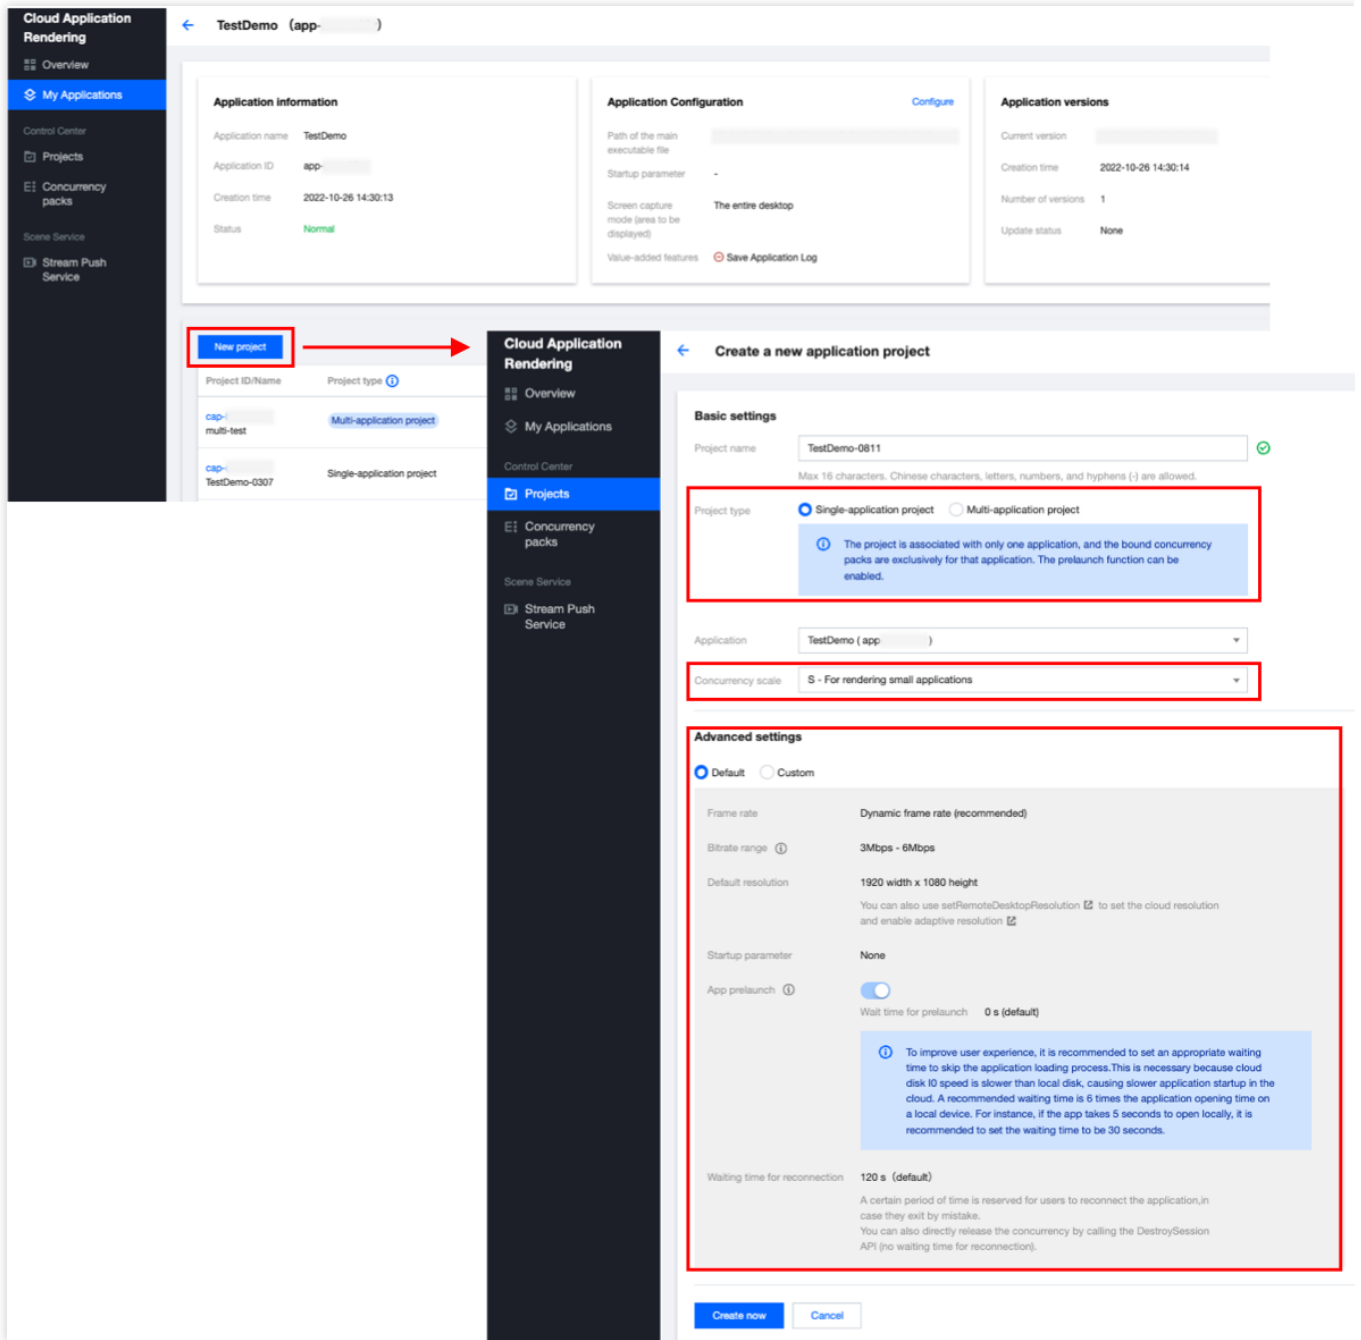 Cloud Application
Rendering
Overview
My Applications
Control Center
Projects
Concurrency
packs
Scene Service
Stream Push
Service
TestDemo (app- )
Application information
Application name TestDemo
Application ID app-
Creation time 2022-10-26 14:30:13
Status Normal
Application Configuration Configure
Path of the main
executable file
Startup parameter -
Screen capture
mode (area to be
displayed)
The entire desktop
Value-added features Save Application Log
Application versions
Current version
Creation time 2022-10-26 14:30:14
Number of versions 1
Update status None
New project
Project ID/Name Project type
cap-
multi-test
Multi-application project
cap-
TestDemo-0307
Single-application project
Cloud Application
Rendering
Overview
My Applications
Control Center
Projects
Concurrency
packs
Scene Service
Stream Push
Service
Create a new application project
Basic settings
Project name TestDemo-0811
Max 16 characters. Chinese characters, letters, numbers, and hyphens (-) are allowed.
Project type Single-application project Multi-application project
The project is associated with only one application, and the bound concurrency
packs are exclusively for that application. The prelaunch function can be
enabled.
Application TestDemo ( app )
Concurrency scale S - For rendering small applications
Advanced settings
Default Custom
Frame rate Dynamic frame rate (recommended)
Bitrate range 3Mbps - 6Mbps
Default resolution 1920 width x 1080 height
You can also use setRemoteDesktopResolution to set the cloud resolution
and enable adaptive resolution
Startup parameter None
App prelaunch
Wait time for prelaunch 0 s (default)
To improve user experience, it is recommended to set an appropriate waiting
time to skip the application loading process.This is necessary because cloud
disk I0 speed is slower than local disk, causing slower application startup in the
cloud. A recommended waiting time is 6 times the application opening time on
a local device. For instance, if the app takes 5 seconds to open locally, it is
recommended to set the waiting time to be 30 seconds.
Waiting time for reconnection 120 s (default)
A certain period of time is reserved for users to reconnect the application,in
case they exit by mistake.
You can also directly release the concurrency by calling the DestroySession
API (no waiting time for reconnection).
Create now Cancel